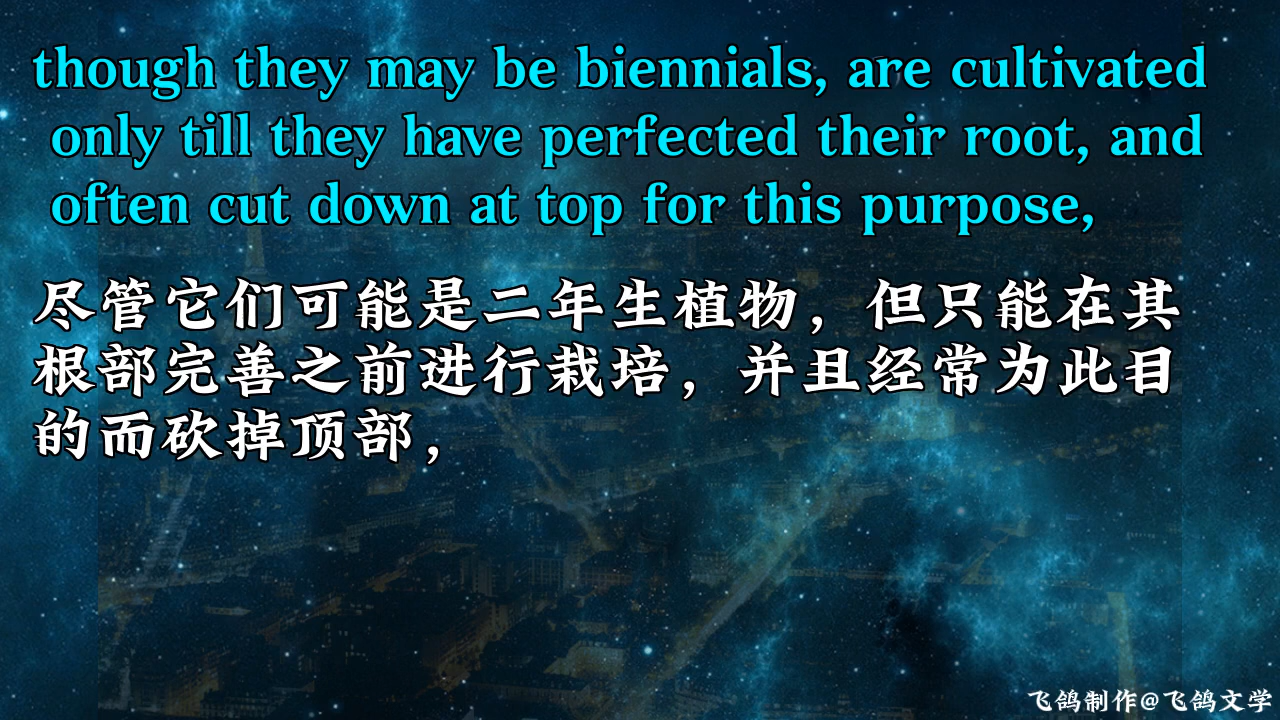 though they may be biennials, are cultivated
only till they have perfected their root, and
often cut down at top for this purpose,
尽管它们可能是二年生植物，但只能在其
根部完善之前进行栽培，并且经常为此目
的而砍掉顶部，
飞鸽制作@飞鸽文学